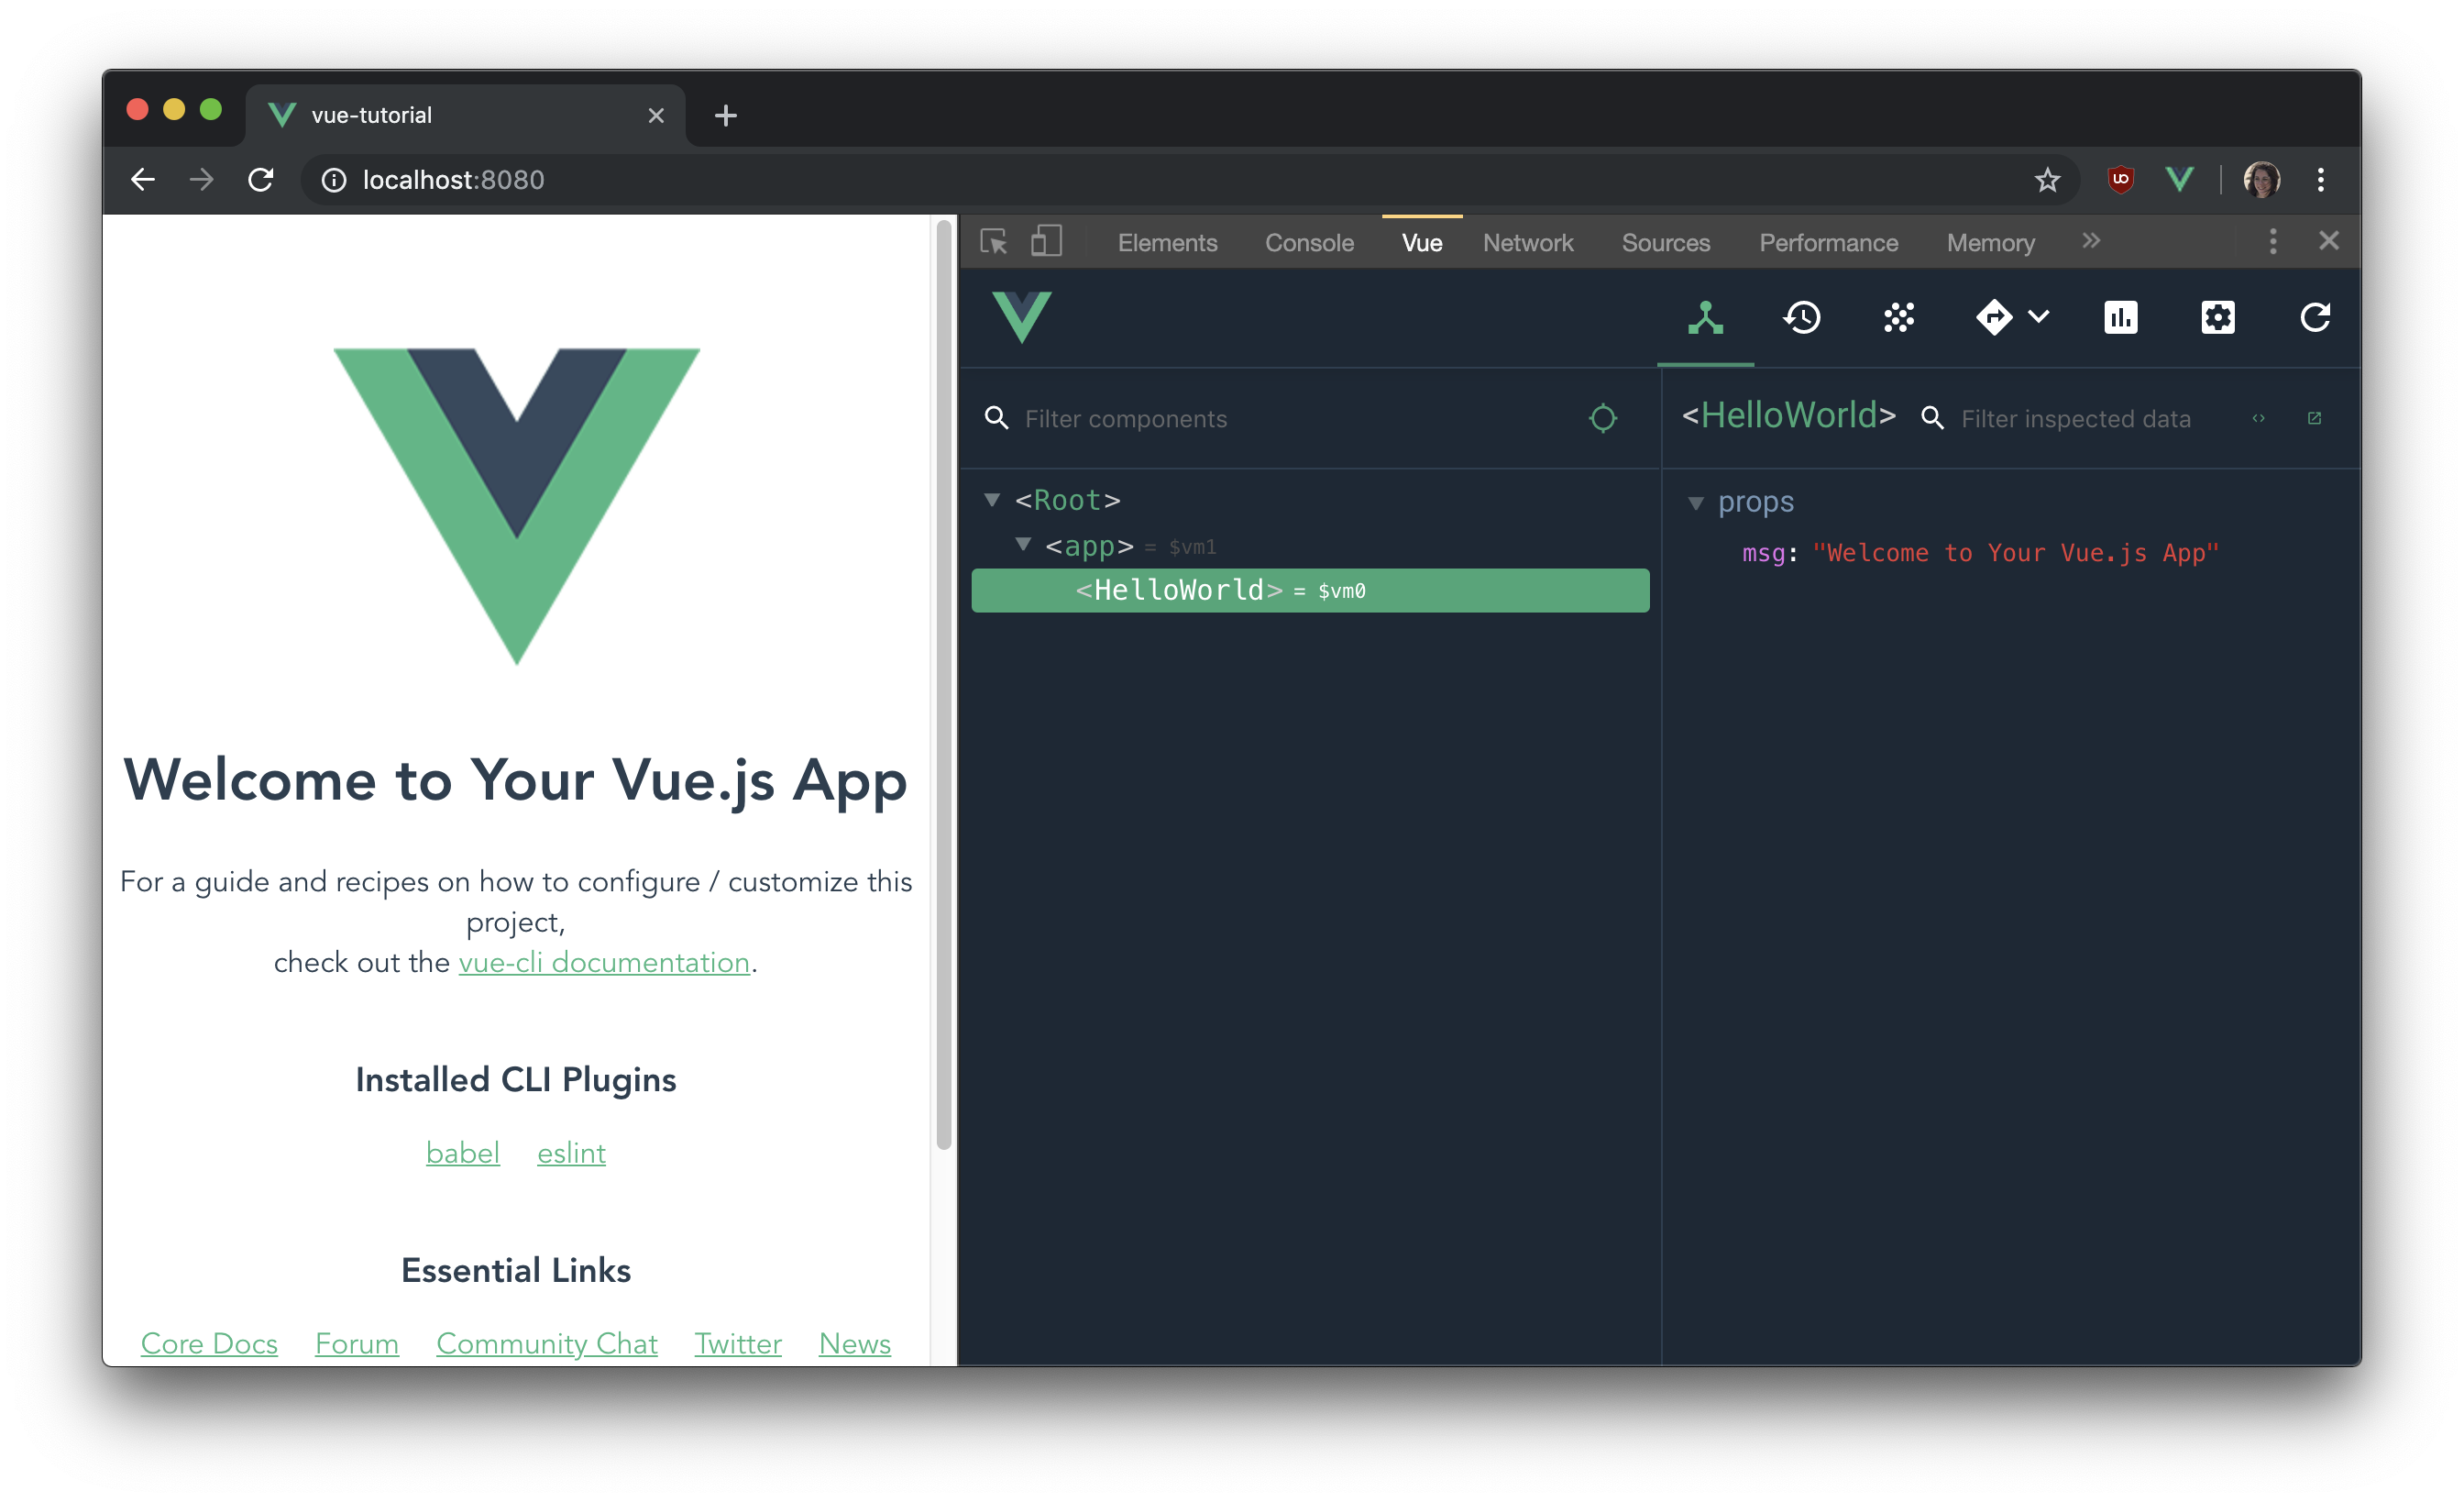 vue-tutorial
localhost:8080
Elements Console Vue Network Sources Performance Memory
Welcome to Your Vue.js App
For a guide and recipes on how to configure / customize this
project,
check out the vue-cli documentation.
Installed CLI Plugins
babel eslint
Essential Links
Core Docs Forum Community Chat Twitter News
Filter components
<Root>
<app> = $vm1
<HelloWorld> = $vm0
<HelloWorld> Filter inspected data
props
msg: "Welcome to Your Vue.js App"